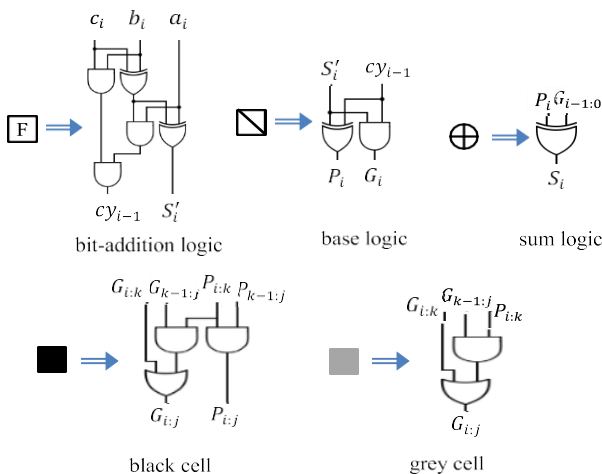 c_i b_i a_i
F
cy_{i−1} S_i′
bit-addition logic
S_i′ cy_{i−1}
P_i G_i
base logic
P_i G_{i−1:0}
S_i
sum logic
G_{i:k} G_{k−1:j} P_{i:k} P_{k−1:j}
G_{i:j} P_{i:j}
black cell
G_{i:k} G_{k−1:j} P_{i:k}
G_{i:j}
grey cell